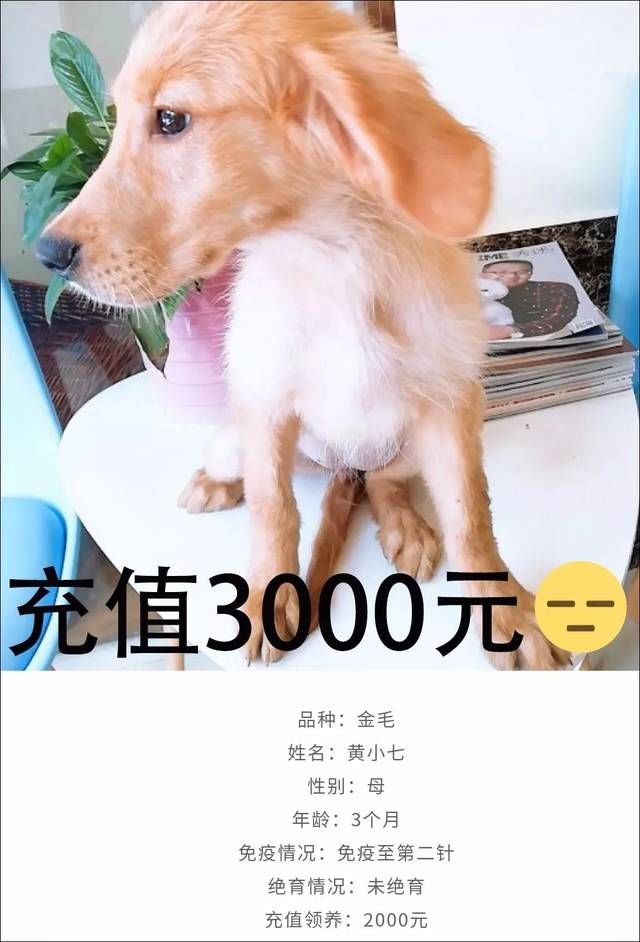 充值3000元
品种：金毛
姓名：黄小七
性别：母
年龄：3个月
免疫情况：免疫至第二针
绝育情况：未绝育
充值领养：2000元